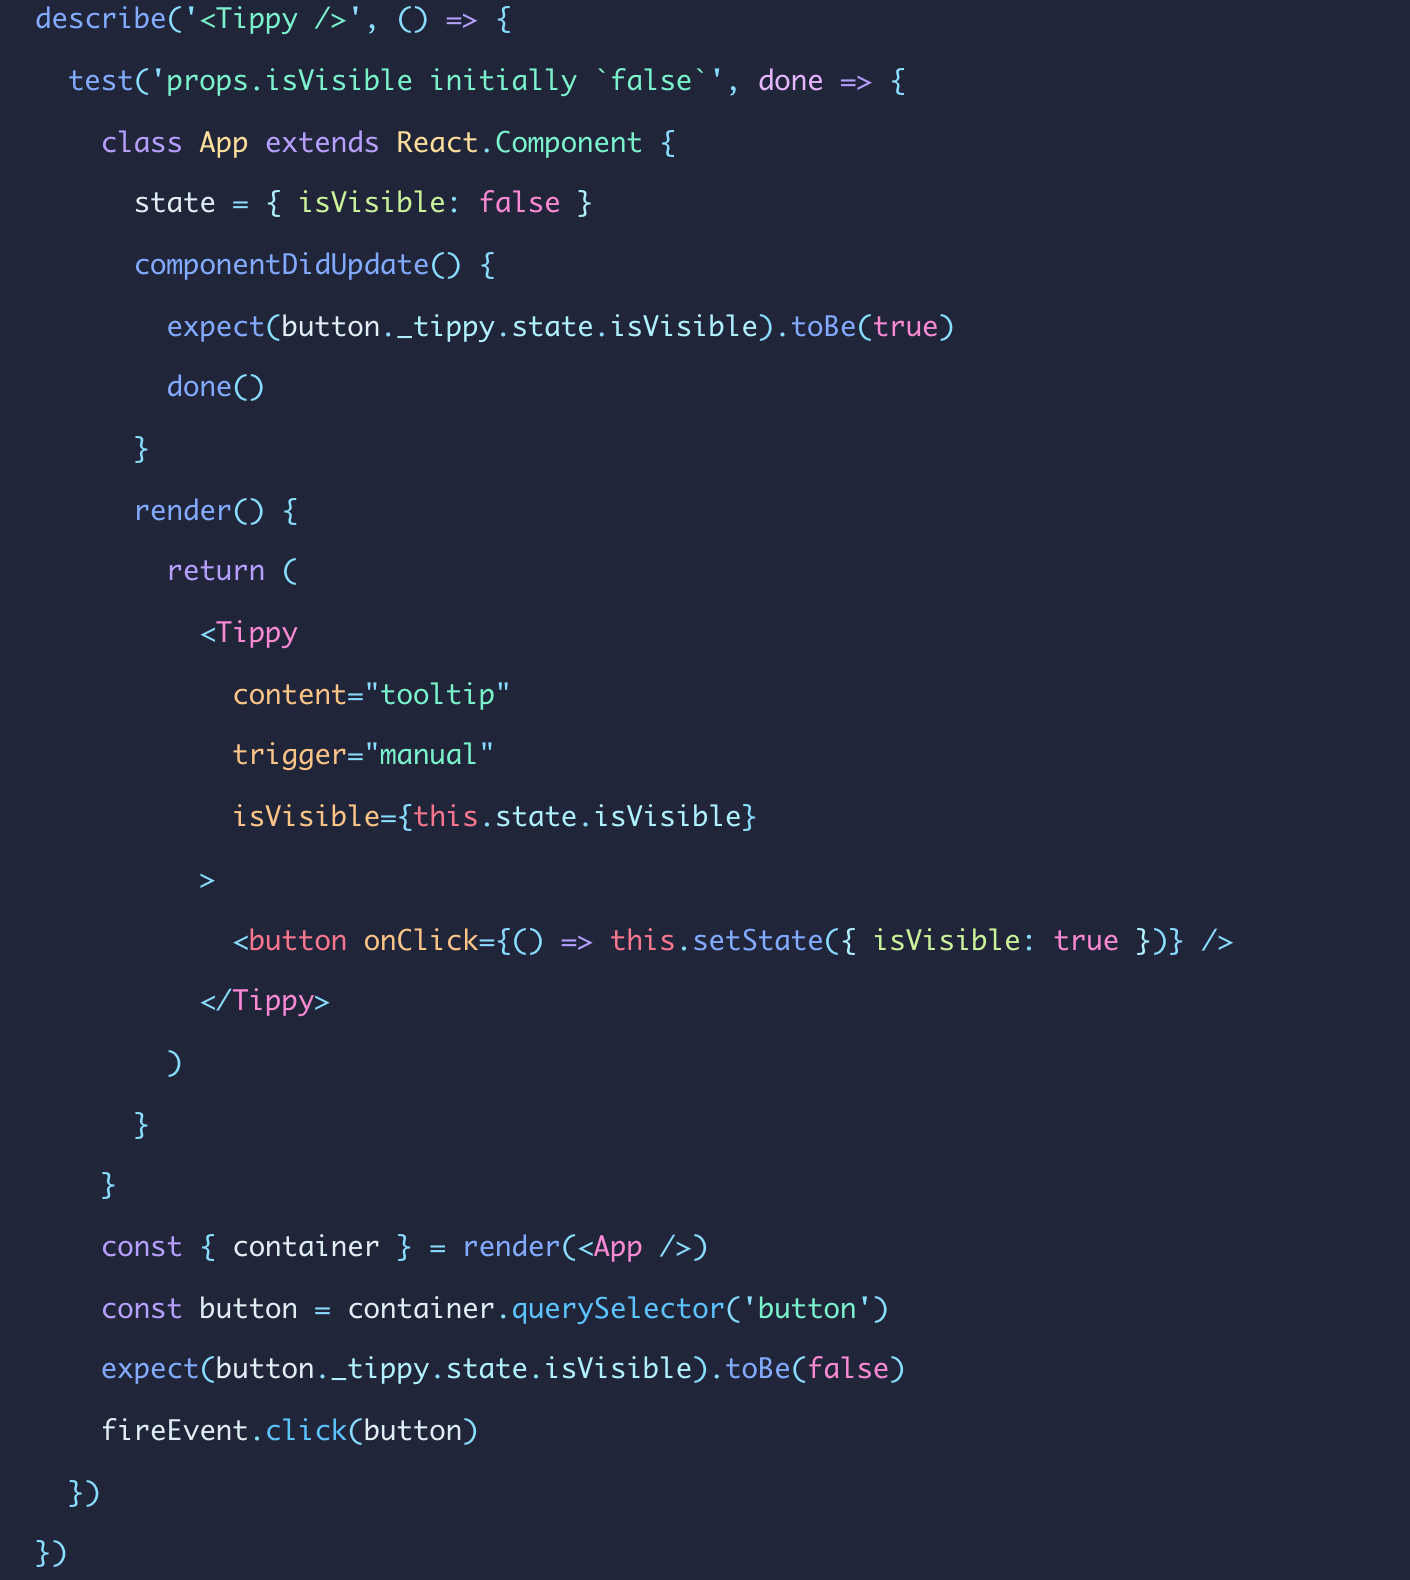 describe('<Tippy />', () => {
  test('props.isVisible initially `false`', done => {
    class App extends React.Component {
      state = { isVisible: false }
      componentDidUpdate() {
        expect(button._tippy.state.isVisible).toBe(true)
        done()
      }
      render() {
        return (
          <Tippy
            content="tooltip"
            trigger="manual"
            isVisible={this.state.isVisible}
          >
            <button onClick={() => this.setState({ isVisible: true })} />
          </Tippy>
        )
      }
    }
    const { container } = render(<App />)
    const button = container.querySelector('button')
    expect(button._tippy.state.isVisible).toBe(false)
    fireEvent.click(button)
  })
})